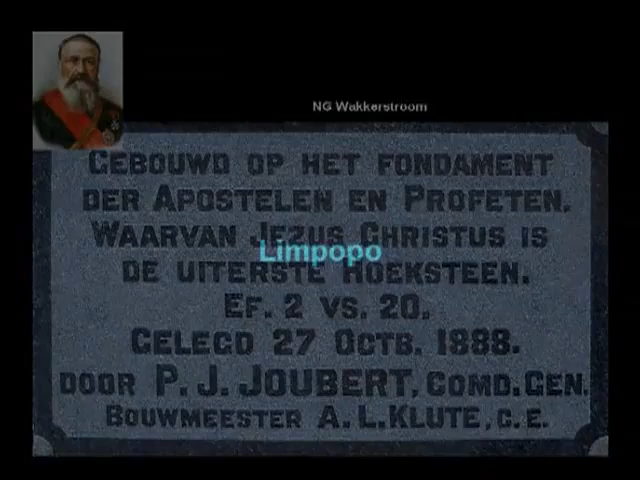 NG Wakkerstroom
GEBOUWD OP HET FONDAMENT
DER APOSTELEN EN PROFETEN.
WAARVAN JEZUS CHRISTUS IS
Limpopo
DE UITERSTE HOEKSTEEN.
EF. 2 VS. 20.
GELEGD 27 OCTB. 1888.
DOOR P. J. JOUBERT, COMD. GEN.
BOUWMEESTER A. L. KLUTE, C. E.